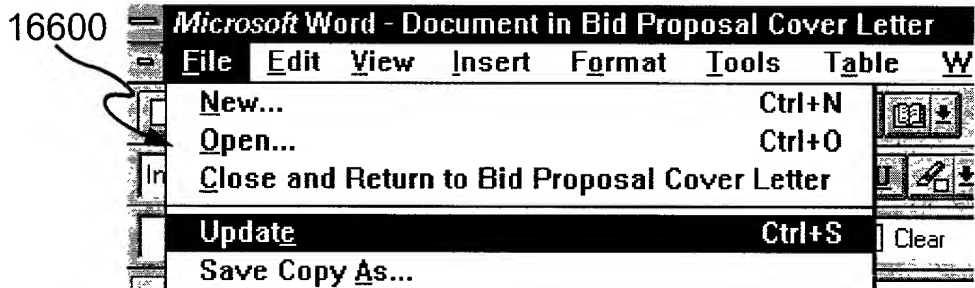 16600
Microsoft Word - Document in Bid Proposal Cover Letter
File Edit View Insert Format Tools Table W
New... Ctrl+N
Open... Ctrl+O
In
Close and Return to Bid Proposal Cover Letter
Update Ctrl+S
Clear
Save Copy As...